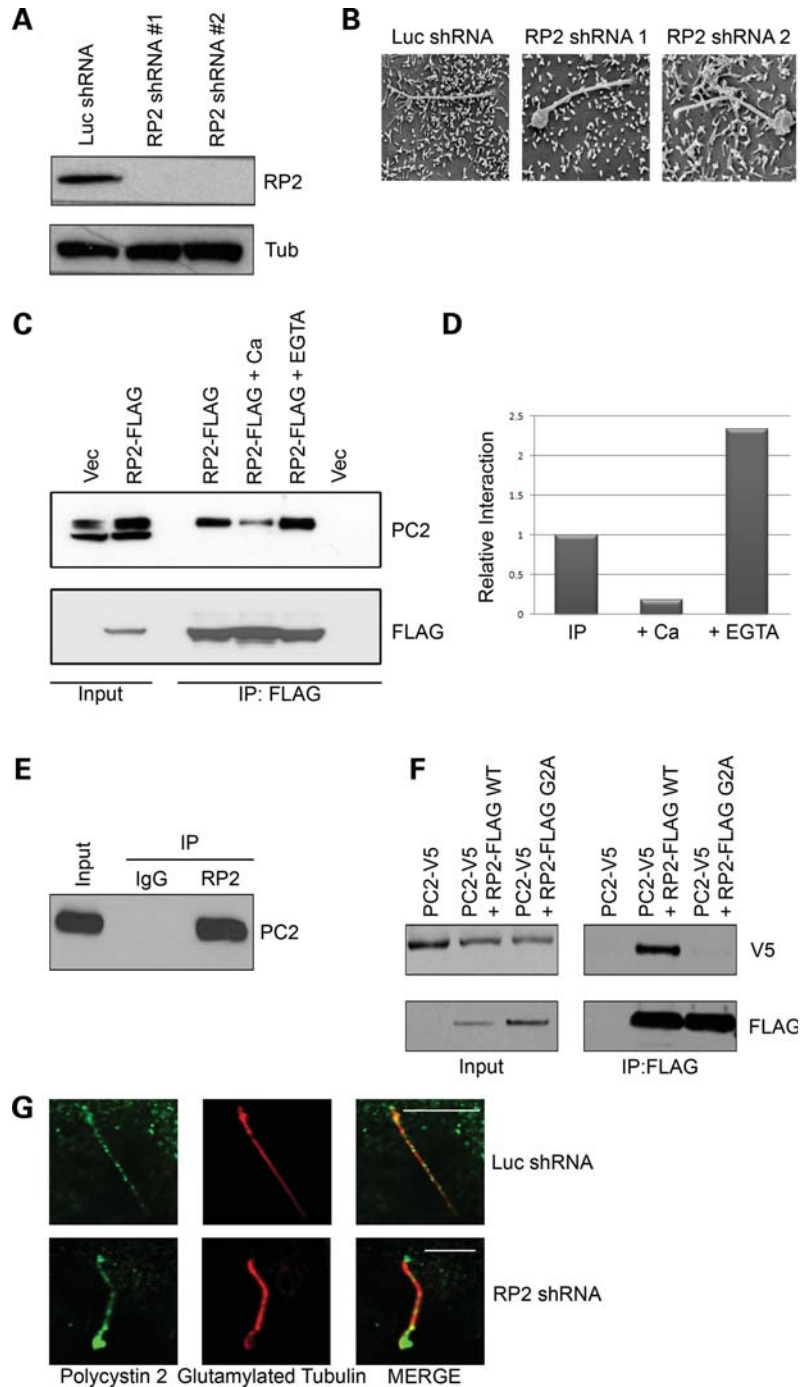 A
Luc shRNA
RP2 shRNA #1
RP2 shRNA #2
RP2
Tub
B
Luc shRNA
RP2 shRNA 1
RP2 shRNA 2
C
Vec
RP2-FLAG
RP2-FLAG
RP2-FLAG + Ca
RP2-FLAG + EGTA
Vec
PC2
FLAG
Input
IP: FLAG
D
Relative Interaction
2.5
2
1.5
1
0.5
0
IP
+ Ca
+ EGTA
E
Input
IP
IgG
RP2
PC2
F
PC2-V5
PC2-V5
+ RP2-FLAG WT
PC2-V5
+ RP2-FLAG G2A
PC2-V5
PC2-V5
+ RP2-FLAG WT
PC2-V5
+ RP2-FLAG G2A
V5
FLAG
Input
IP:FLAG
G
Luc shRNA
RP2 shRNA
Polycystin 2
Glutamylated Tubulin
MERGE